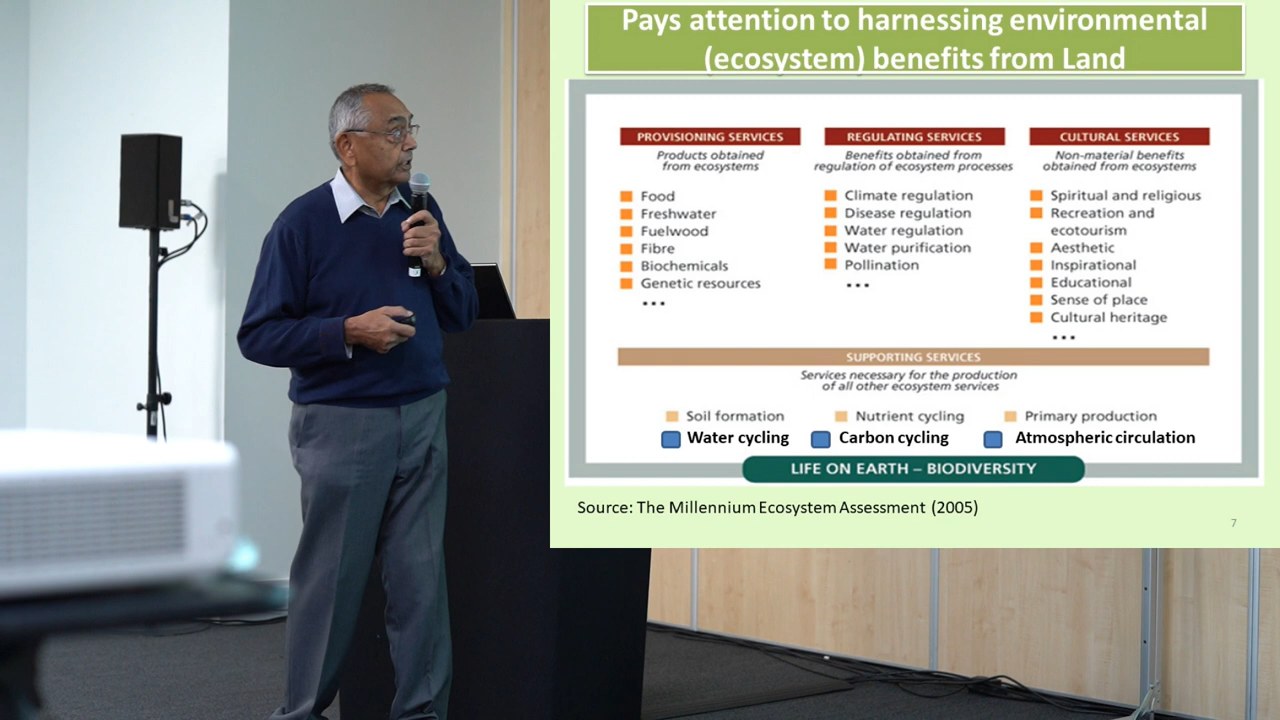 Pays attention to harnessing environmental
(ecosystem) benefits from Land
PROVISIONING SERVICES
Products obtained
from ecosystems
Food
Freshwater
Fuelwood
Fibre
Biochemicals
Genetic resources
...
REGULATING SERVICES
Benefits obtained from
regulation of ecosystem processes
Climate regulation
Disease regulation
Water regulation
Water purification
Pollination
...
CULTURAL SERVICES
Non-material benefits
obtained from ecosystems
Spiritual and religious
Recreation and
ecotourism
Aesthetic
Inspirational
Educational
Sense of place
Cultural heritage
...
SUPPORTING SERVICES
Services necessary for the production
of all other ecosystem services
Soil formation Nutrient cycling Primary production
Water cycling Carbon cycling Atmospheric circulation
LIFE ON EARTH – BIODIVERSITY
Source: The Millennium Ecosystem Assessment (2005)
7